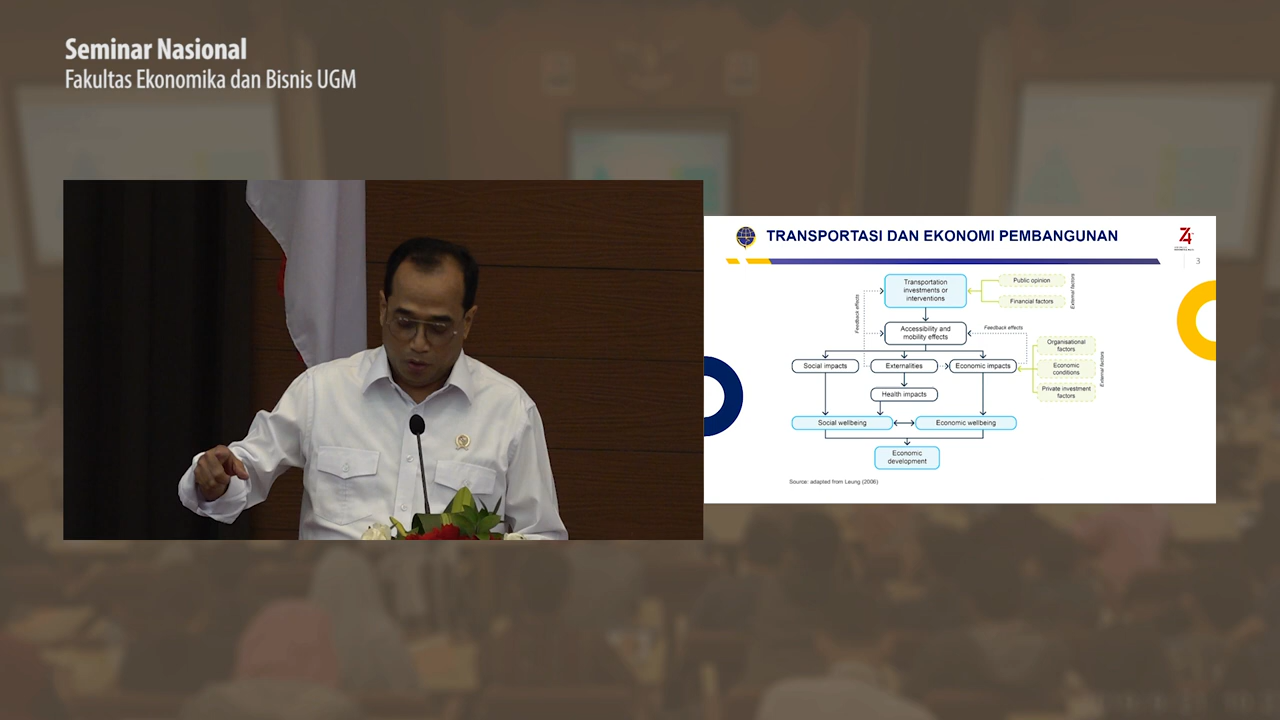 Seminar Nasional
Fakultas Ekonomika dan Bisnis UGM
TRANSPORTASI DAN EKONOMI PEMBANGUNAN
74
3
Transportation
investments or
interventions
Public opinion
Financial factors
External factors
Feedback effects
Accessibility and
mobility effects
Feedback effects
Organisational
factors
Economic
conditions
Private investment
factors
External factors
Social impacts
Externalities
Economic impacts
Health impacts
Social wellbeing
Economic wellbeing
Economic
development
Source: adapted from Leung (2006)